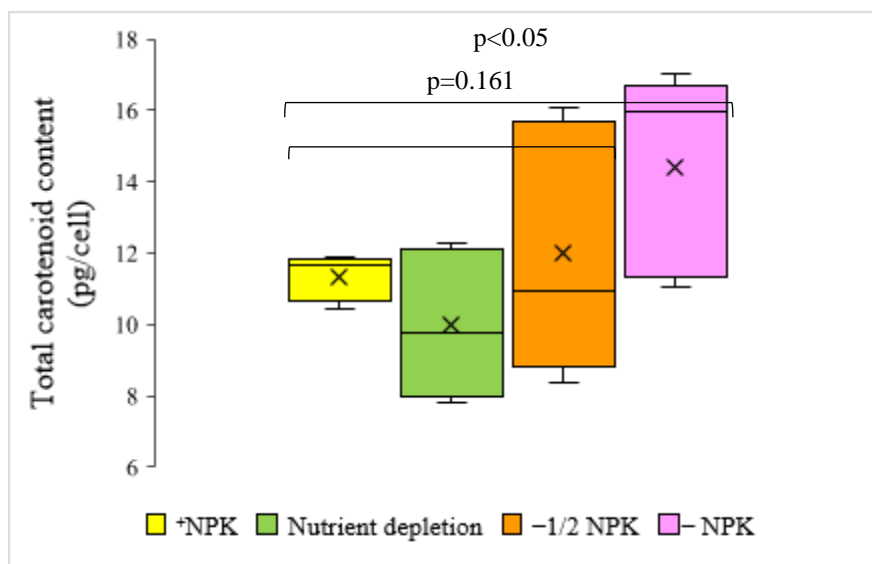 p<0.05
p=0.161
18
16
14
12
10
8
6
Total carotenoid content
(pg/cell)
⁺NPK
Nutrient depletion
−1/2 NPK
− NPK